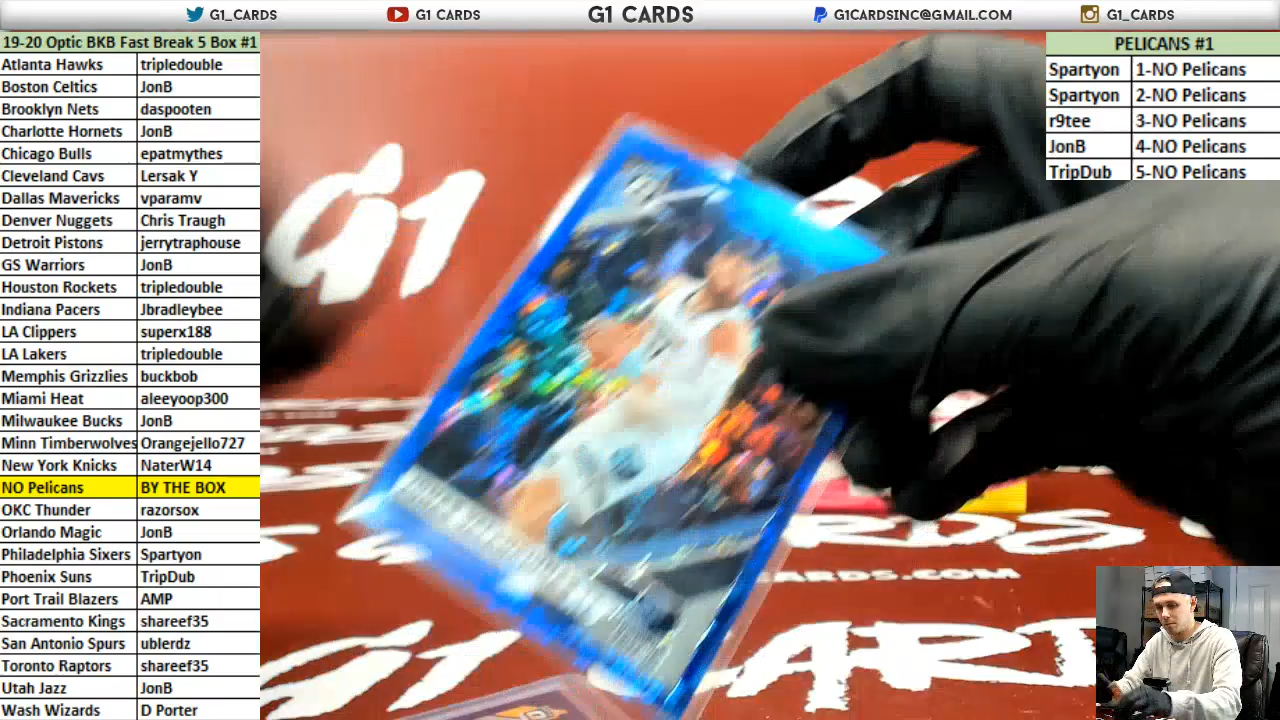 G1_CARDS
G1 CARDS
G1 CARDS
G1CARDSINC@GMAIL.COM
G1_CARDS
19-20 Optic BKB Fast Break 5 Box #1
Atlanta Hawks tripledouble
Boston Celtics JonB
Brooklyn Nets daspooten
Charlotte Hornets JonB
Chicago Bulls epatmythes
Cleveland Cavs Lersak Y
Dallas Mavericks vparamv
Denver Nuggets Chris Traugh
Detroit Pistons jerrytraphouse
GS Warriors JonB
Houston Rockets tripledouble
Indiana Pacers Jbradleybee
LA Clippers superx188
LA Lakers tripledouble
Memphis Grizzlies buckbob
Miami Heat aleeyoop300
Milwaukee Bucks JonB
Minn Timberwolves Orangejello727
New York Knicks NaterW14
NO Pelicans BY THE BOX
OKC Thunder razorsox
Orlando Magic JonB
Philadelphia Sixers Spartyon
Phoenix Suns TripDub
Port Trail Blazers AMP
Sacramento Kings shareef35
San Antonio Spurs ublerdz
Toronto Raptors shareef35
Utah Jazz JonB
Wash Wizards D Porter
PELICANS #1
Spartyon 1-NO Pelicans
Spartyon 2-NO Pelicans
r9tee 3-NO Pelicans
JonB 4-NO Pelicans
TripDub 5-NO Pelicans
G1
ARDS
CARDS.COM
G1 CARD